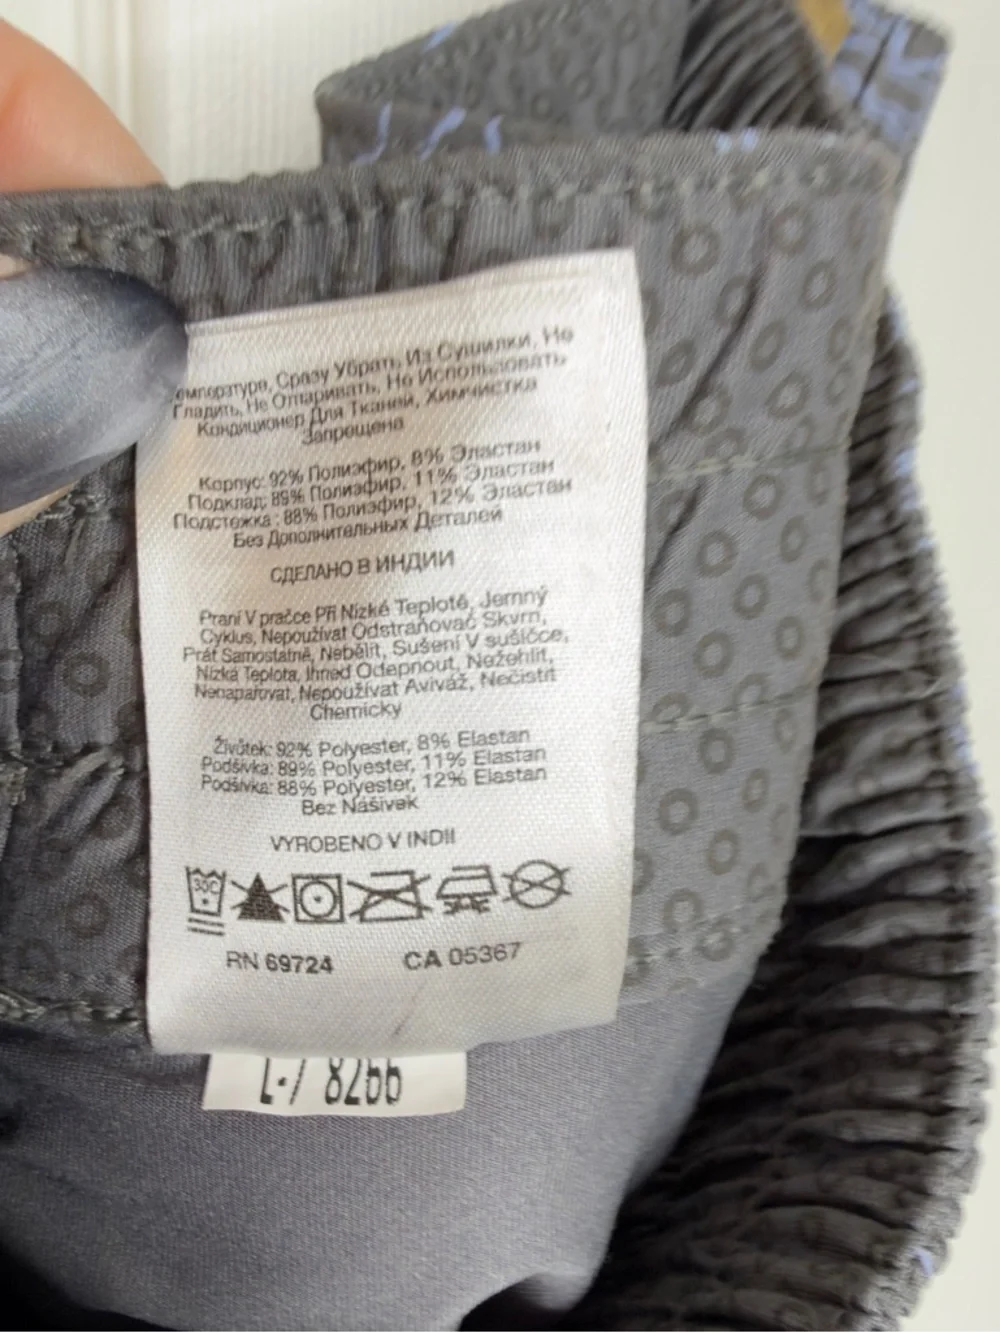 емпературе, Сразу Убрать Из Сушилки, Не
Гладить, Не Отпаривать, Не Использовать
Кондиционер Для Тканей, Химчистка
Запрещена
Корпус: 92% Полиэфир, 8% Эластан
Подклад: 89% Полиэфир, 11% Эластан
Подстежка : 88% Полиэфир, 12% Эластан
Без Дополнительных Деталей
СДЕЛАНО В ИНДИИ
Praní V pračce Při Nízké Teplotě, Jemný
Cyklus, Nepoužívat Odstraňovač Skvrn,
Prát Samostatně, Nebělit, Sušení V sušičce,
Nízká Teplota, Ihned Odepnout, Nežehlit,
Nenapařovat, Nepoužívat Aviváž, Nečistit
Chemicky
Živůtek: 92% Polyester, 8% Elastan
Podšívka: 89% Polyester, 11% Elastan
Podšívka: 88% Polyester, 12% Elastan
Bez Nášivek
VYROBENO V INDII
30C
RN 69724 CA 05367
L-7 8266